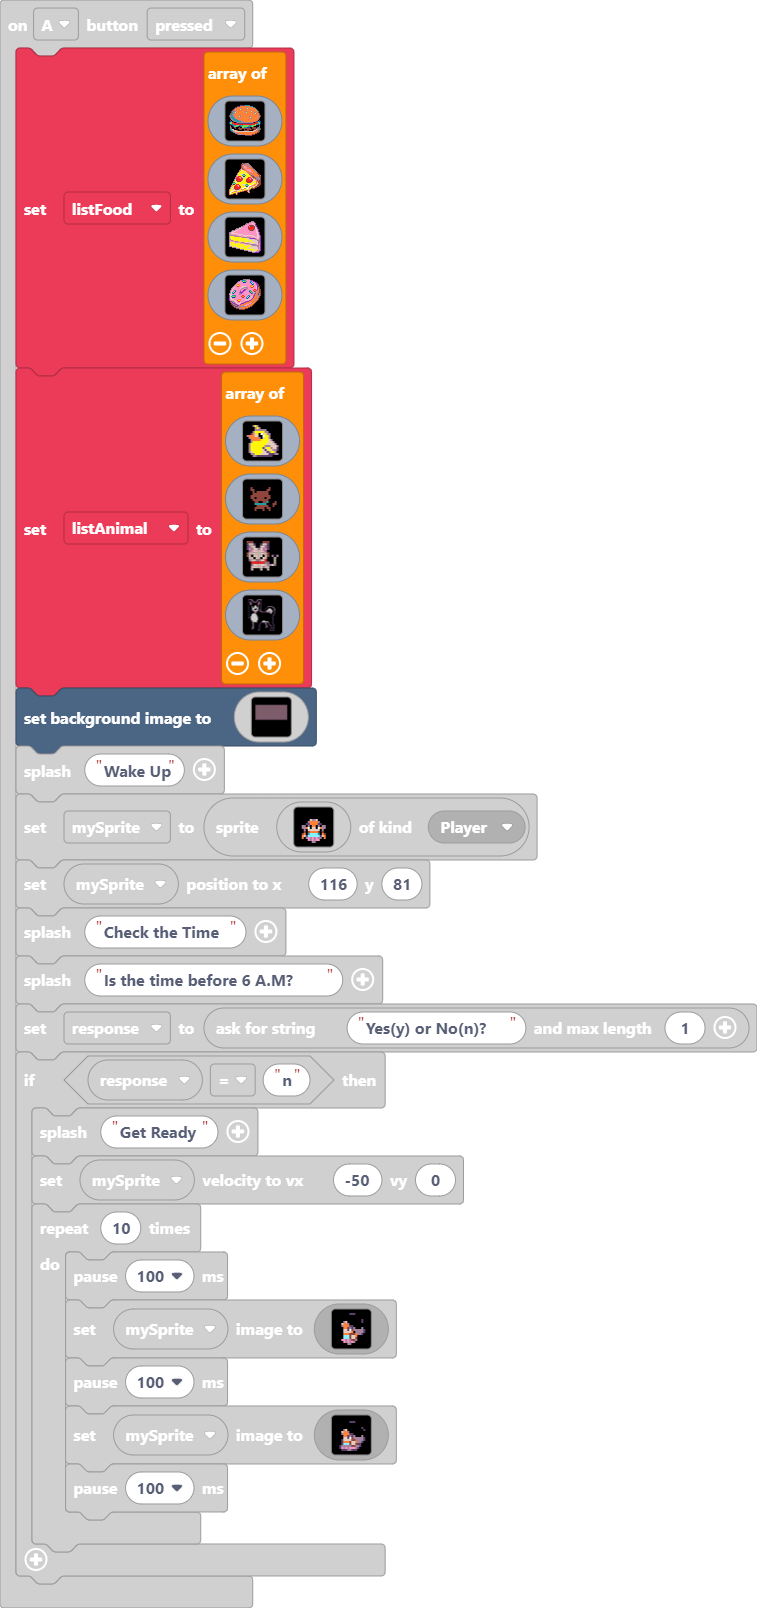 on A button pressed
array of
set listFood to
array of
set listAnimal to
set background image to
splash "Wake Up"
set mySprite to sprite of kind Player
set mySprite position to x 116 y 81
splash "Check the Time "
splash "Is the time before 6 A.M? "
set response to ask for string "Yes(y) or No(n)? " and max length 1
if response = "n" then
splash "Get Ready "
set mySprite velocity to vx -50 vy 0
repeat 10 times
do
pause 100 ms
set mySprite image to
pause 100 ms
set mySprite image to
pause 100 ms